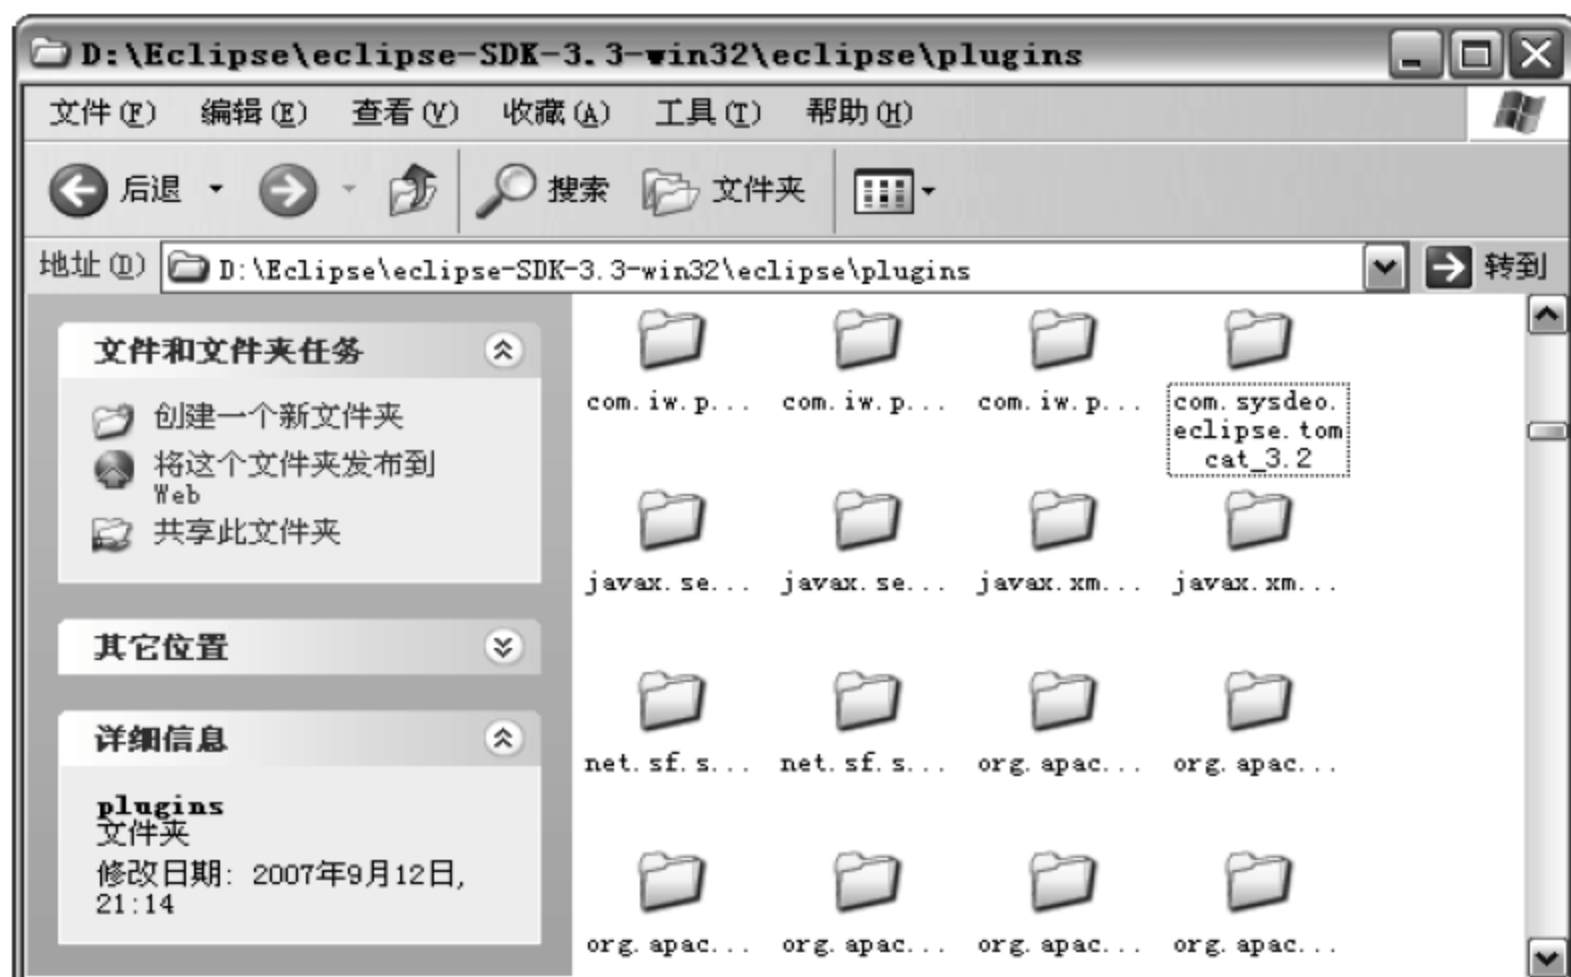 D:\Eclipse\eclipse-SDK-3.3-win32\eclipse\plugins
文件(F) 编辑(E) 查看(V) 收藏(A) 工具(T) 帮助(H)
后退 搜索 文件夹
地址(D) D:\Eclipse\eclipse-SDK-3.3-win32\eclipse\plugins 转到
文件和文件夹任务
创建一个新文件夹
将这个文件夹发布到
Web
共享此文件夹
其它位置
详细信息
plugins
文件夹
修改日期: 2007年9月12日,
21:14
com.iw.p... com.iw.p... com.iw.p... com.sysdeo.
eclipse.tom
cat_3.2
javax.se... javax.se... javax.xm... javax.xm...
net.sf.s... net.sf.s... org.apac... org.apac...
org.apac... org.apac... org.apac... org.apac...